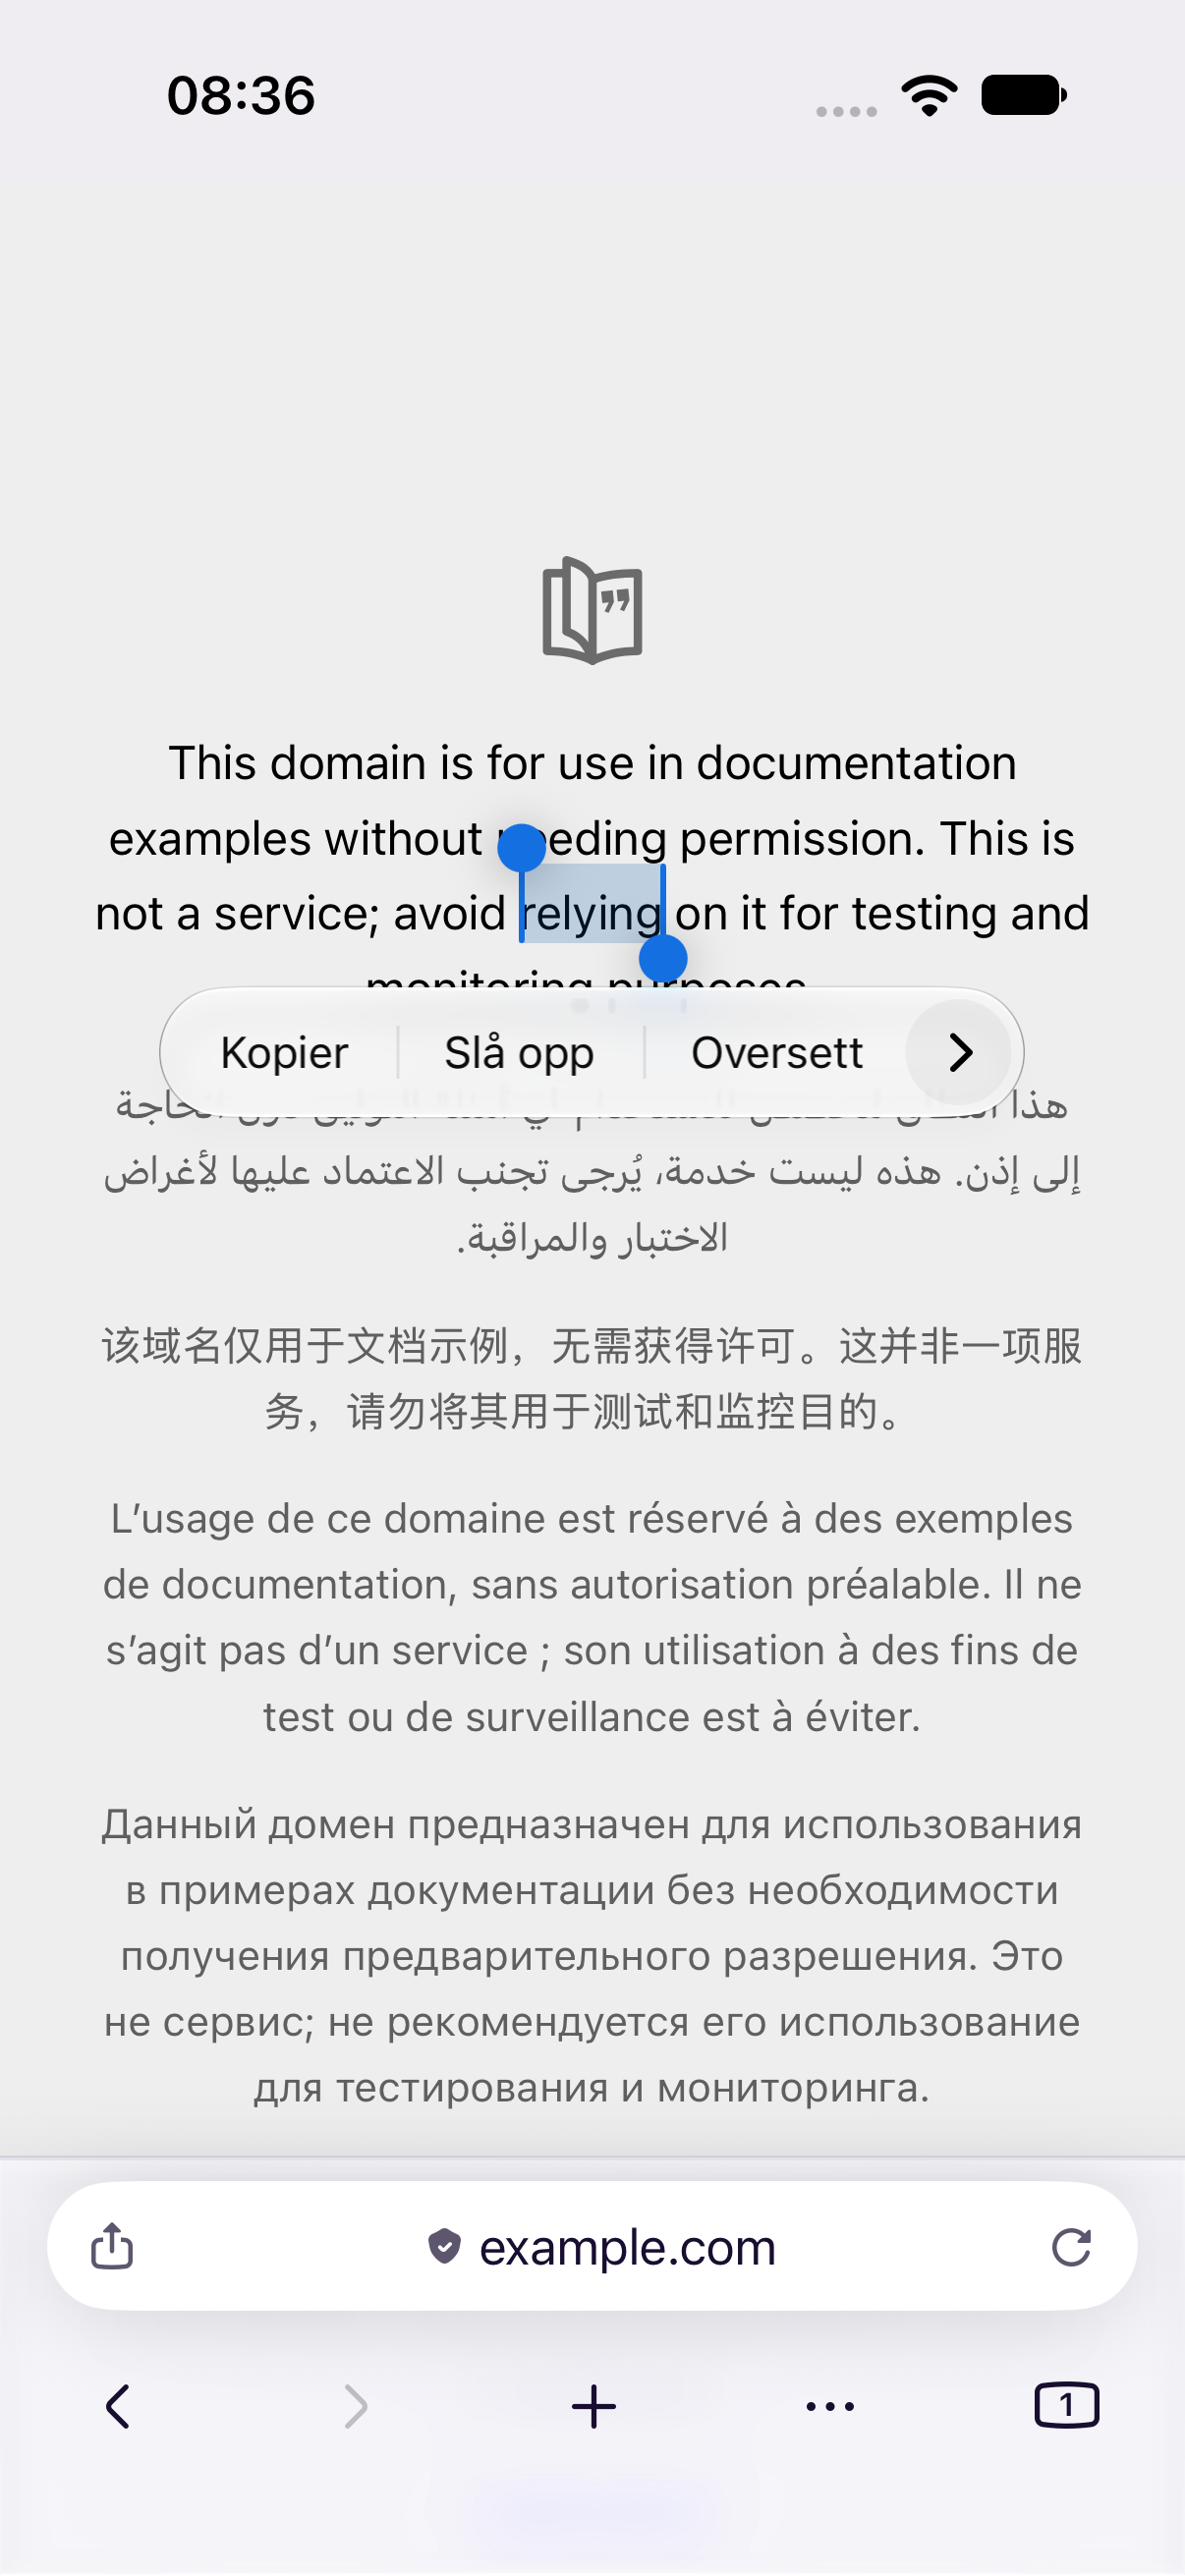 08:36
This domain is for use in documentation
examples without needing permission. This is
not a service; avoid relying on it for testing and
monitoring purposes
Kopier
Slå opp
Oversett
هذا الحاجة
إلى إذن. هذه ليست خدمة، يُرجى تجنب الاعتماد عليها لأغراض
الاختبار والمراقبة.
该域名仅用于文档示例，无需获得许可。这并非一项服
务，请勿将其用于测试和监控目的。
L’usage de ce domaine est réservé à des exemples
de documentation, sans autorisation préalable. Il ne
s’agit pas d’un service ; son utilisation à des fins de
test ou de surveillance est à éviter.
Данный домен предназначен для использования
в примерах документации без необходимости
получения предварительного разрешения. Это
не сервис; не рекомендуется его использование
для тестирования и мониторинга.
example.com
1